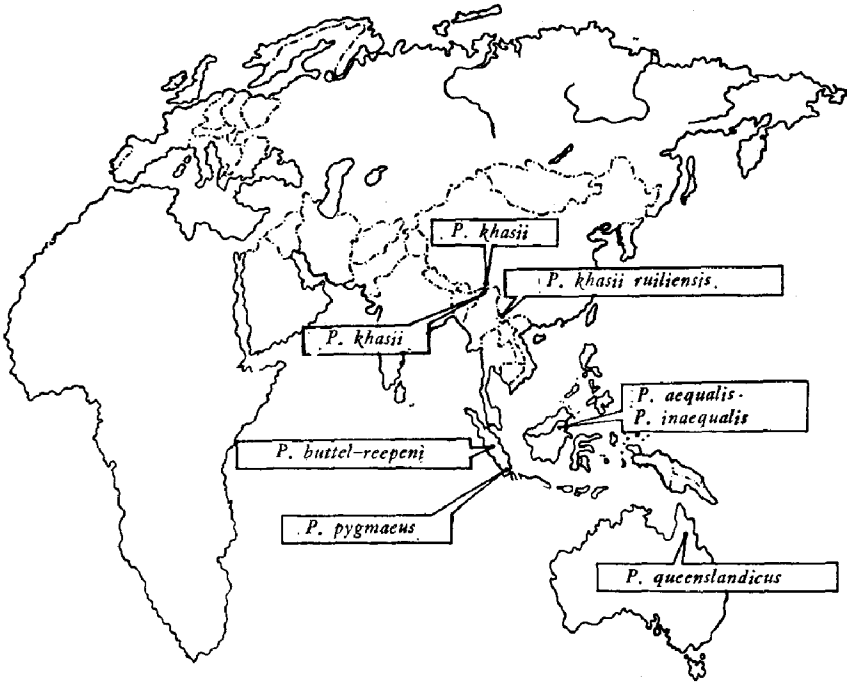 P. khasii
P. khasii ruiliensis.
P. khasii
P. aequalis.
P. inaequalis
P. buttel-reepeni
P. pygmaeus
P. queenslandicus